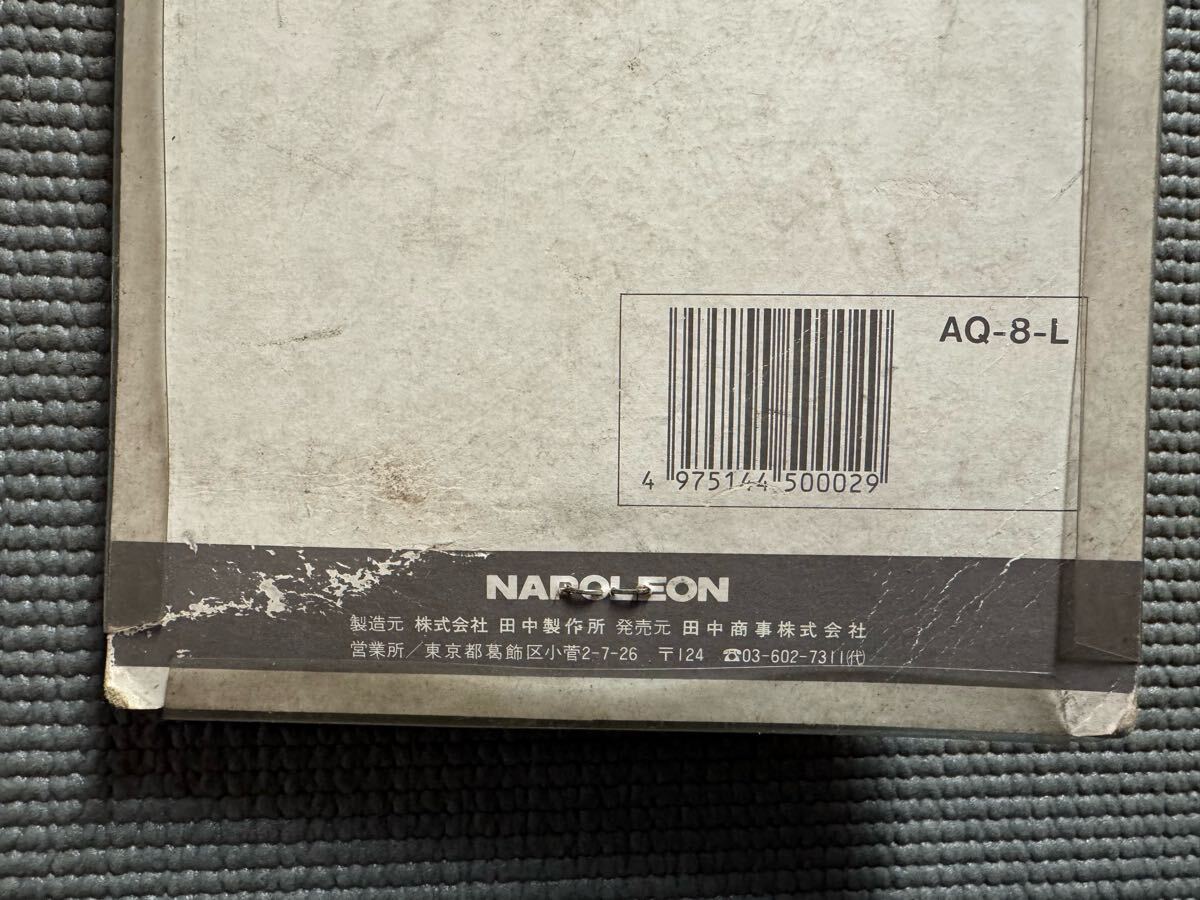 AQ-8-L
4 975144 500029
NAPOLEON
製造元 株式会社 田中製作所 発売元 田中商事株式会社
営業所／東京都葛飾区小菅2-7-26 〒124 ☎03-602-7311(代)